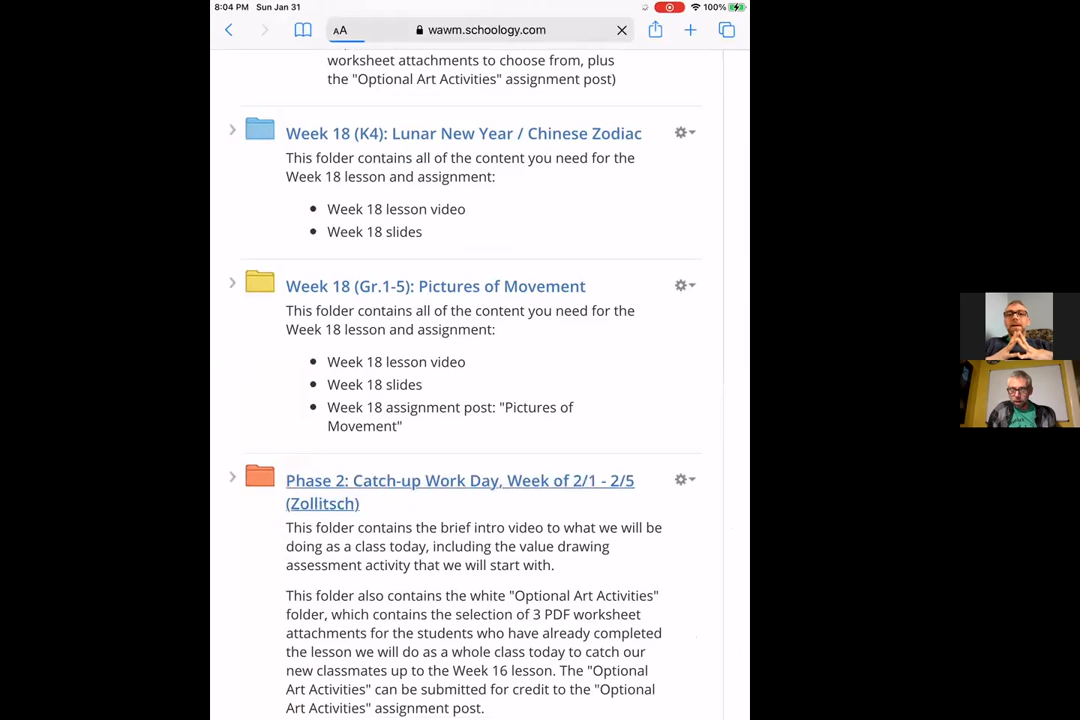 8:04 PM Sun Jan 31
100%
AA
wawm.schoology.com
worksheet attachments to choose from, plus
the "Optional Art Activities" assignment post)
Week 18 (K4): Lunar New Year / Chinese Zodiac
This folder contains all of the content you need for the
Week 18 lesson and assignment:
Week 18 lesson video
Week 18 slides
Week 18 (Gr.1-5): Pictures of Movement
This folder contains all of the content you need for the
Week 18 lesson and assignment:
Week 18 lesson video
Week 18 slides
Week 18 assignment post: "Pictures of
Movement"
Phase 2: Catch-up Work Day, Week of 2/1 - 2/5
(Zollitsch)
This folder contains the brief intro video to what we will be
doing as a class today, including the value drawing
assessment activity that we will start with.
This folder also contains the white "Optional Art Activities"
folder, which contains the selection of 3 PDF worksheet
attachments for the students who have already completed
the lesson we will do as a whole class today to catch our
new classmates up to the Week 16 lesson. The "Optional
Art Activities" can be submitted for credit to the "Optional
Art Activities" assignment post.